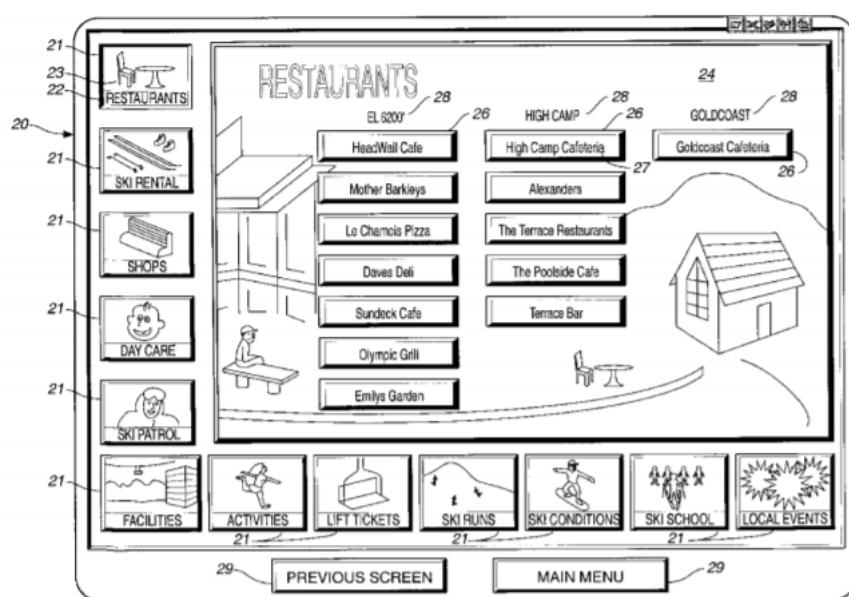 21
23
22
RESTAURANTS
20
21
SKI RENTAL
21
SHOPS
21
DAY CARE
21
SKI PATROL
RESTAURANTS
24
EL 6200'
28
26
HeadWall Cafe
Mother Barkleys
Le Chamois Pizza
Daves Deli
Sundeck Cafe
Olympic Grill
Emilys Garden
HIGH CAMP
28
26
High Camp Cafeteria
27
Alexanders
The Terrace Restaurants
The Poolside Cafe
Terrace Bar
GOLDCOAST
28
Goldcoast Cafeteria
26
21
FACILITIES
ACTIVITIES
LIFT TICKETS
SKI RUNS
SKI CONDITIONS
SKI SCHOOL
LOCAL EVENTS
21
21
21
29
PREVIOUS SCREEN
MAIN MENU
29